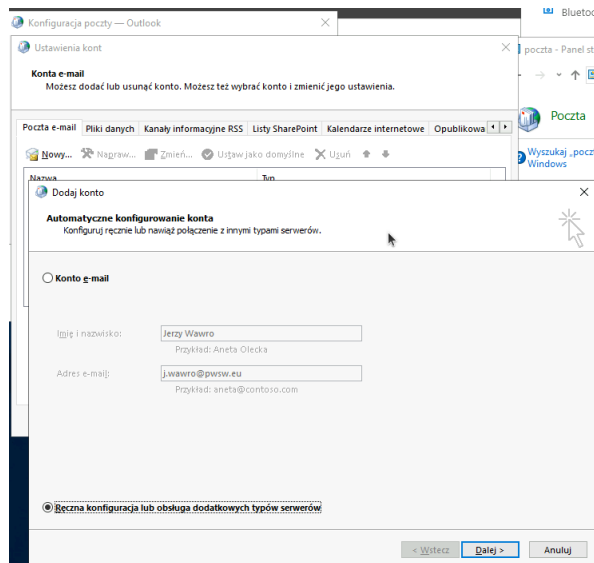 Konfiguracja poczty — Outlook
Bluetoo
Ustawienia kont
poczta - Panel st
Konta e-mail
Możesz dodać lub usunąć konto. Możesz też wybrać konto i zmienić jego ustawienia.
Poczta
Poczta e-mail Pliki danych Kanały informacyjne RSS Listy SharePoint Kalendarze internetowe Opublikowa
Nowy... Napraw... Zmień... Ustaw jako domyślne Usuń
Wyszukaj „poczt
Windows
Nazwa Typ
Dodaj konto
Automatyczne konfigurowanie konta
Konfiguruj ręcznie lub nawiąż połączenie z innymi typami serwerów.
Konto e-mail
Imię i nazwisko: Jerzy Wawro
Przykład: Aneta Olecka
Adres e-mail: j.wawro@pwsw.eu
Przykład: aneta@contoso.com
Ręczna konfiguracja lub obsługa dodatkowych typów serwerów
< Wstecz Dalej > Anuluj